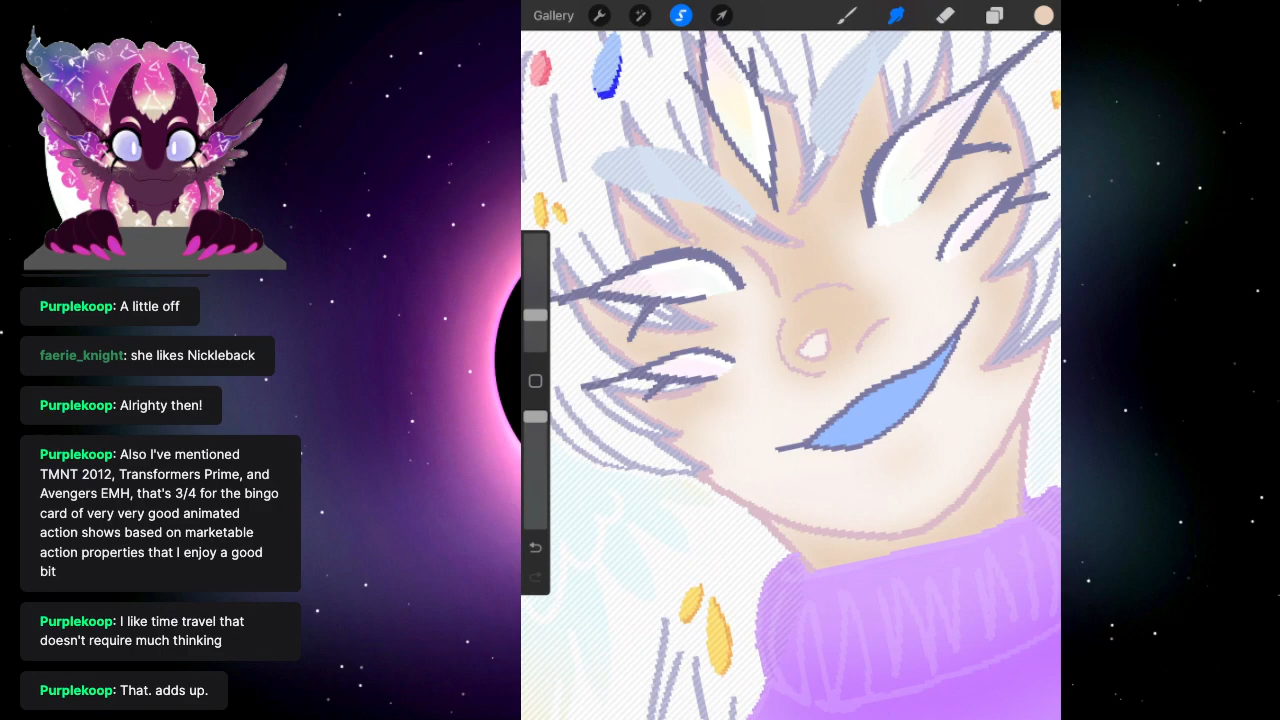 Gallery
Purplekoop: A little off
faerie_knight: she likes Nickleback
Purplekoop: Alrighty then!
Purplekoop: Also I've mentioned
TMNT 2012, Transformers Prime, and
Avengers EMH, that's 3/4 for the bingo
card of very very good animated
action shows based on marketable
action properties that I enjoy a good
bit
Purplekoop: I like time travel that
doesn't require much thinking
Purplekoop: That. adds up.